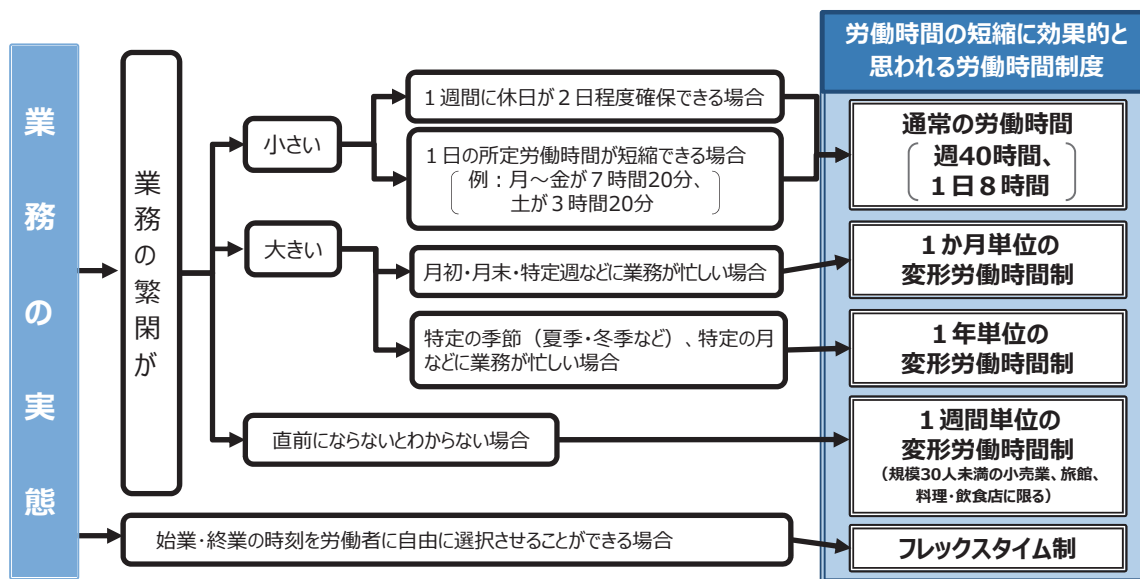 労働時間の短縮に効果的と
思われる労働時間制度
業務の実態
業務の繁閑が
小さい
1週間に休日が2日程度確保できる場合
1日の所定労働時間が短縮できる場合
例:月~金が7時間20分、
土が3時間20分
通常の労働時間
週40時間、
1日8時間
大きい
月初・月末・特定週などに業務が忙しい場合
1か月単位の
変形労働時間制
特定の季節(夏季・冬季など)、特定の月
などに業務が忙しい場合
1年単位の
変形労働時間制
直前にならないとわからない場合
1週間単位の
変形労働時間制
(規模30人未満の小売業、旅館、
料理・飲食店に限る)
始業・終業の時刻を労働者に自由に選択させることができる場合
フレックスタイム制